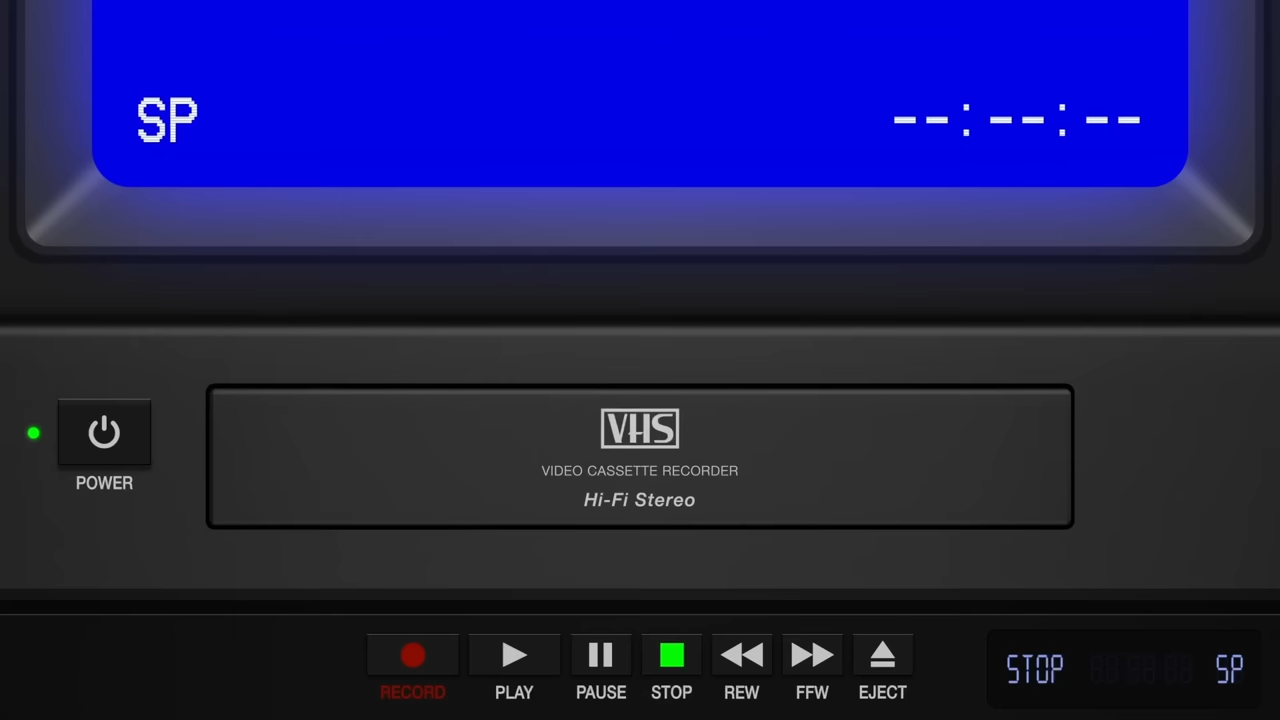 SP --:--:--
VHS
VIDEO CASSETTE RECORDER
Hi-Fi Stereo
POWER
RECORD PLAY PAUSE STOP REW FFW EJECT
STOP SP